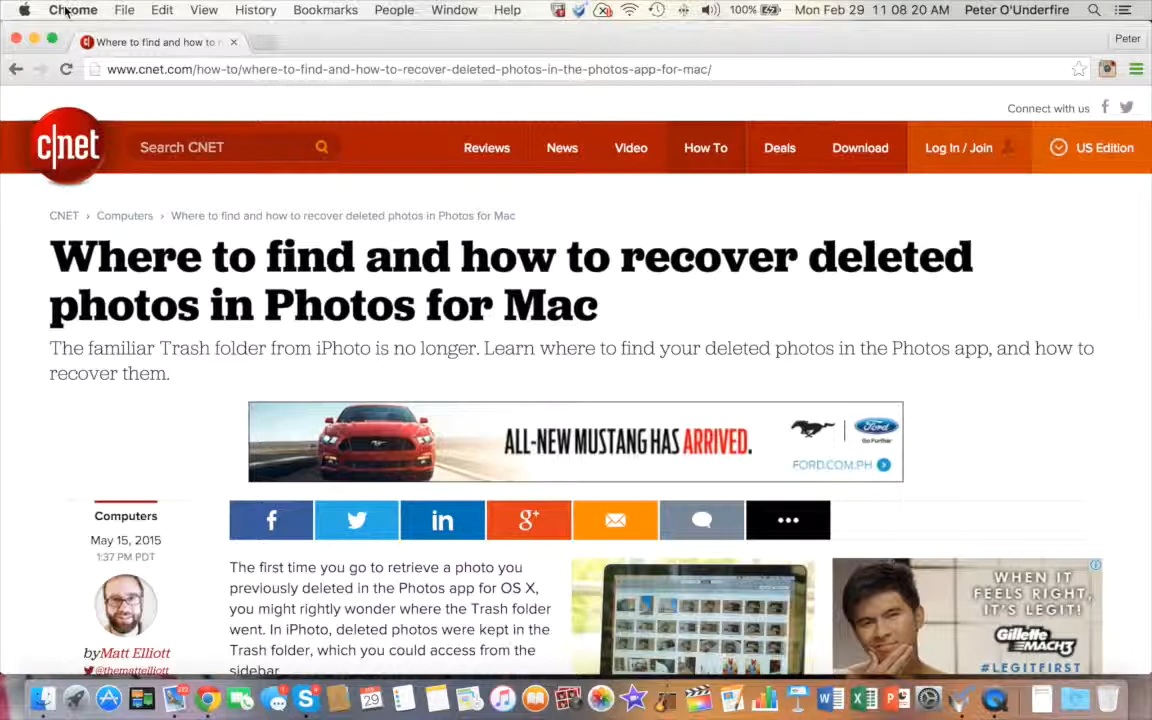 Chrome File Edit View History Bookmarks People Window Help 100% Mon Feb 29 11 08 20 AM Peter O'Underfire
Where to find and how to r
Peter
www.cnet.com/how-to/where-to-find-and-how-to-recover-deleted-photos-in-the-photos-app-for-mac/
Connect with us
c|net Search CNET Reviews News Video How To Deals Download Log In / Join US Edition
CNET › Computers › Where to find and how to recover deleted photos in Photos for Mac
Where to find and how to recover deleted
photos in Photos for Mac
The familiar Trash folder from iPhoto is no longer. Learn where to find your deleted photos in the Photos app, and how to
recover them.
ALL-NEW MUSTANG HAS ARRIVED.
Ford
Go Further
FORD.COM.PH
f in g+ •••
Computers
May 15, 2015
1:37 PM PDT
byMatt Elliott
@themattelliott
The first time you go to retrieve a photo you
previously deleted in the Photos app for OS X,
you might rightly wonder where the Trash folder
went. In iPhoto, deleted photos were kept in the
Trash folder, which you could access from the
sidebar.
WHEN IT
FEELS RIGHT,
IT'S LEGIT!
Gillette
MACH3
#LEGITFIRST